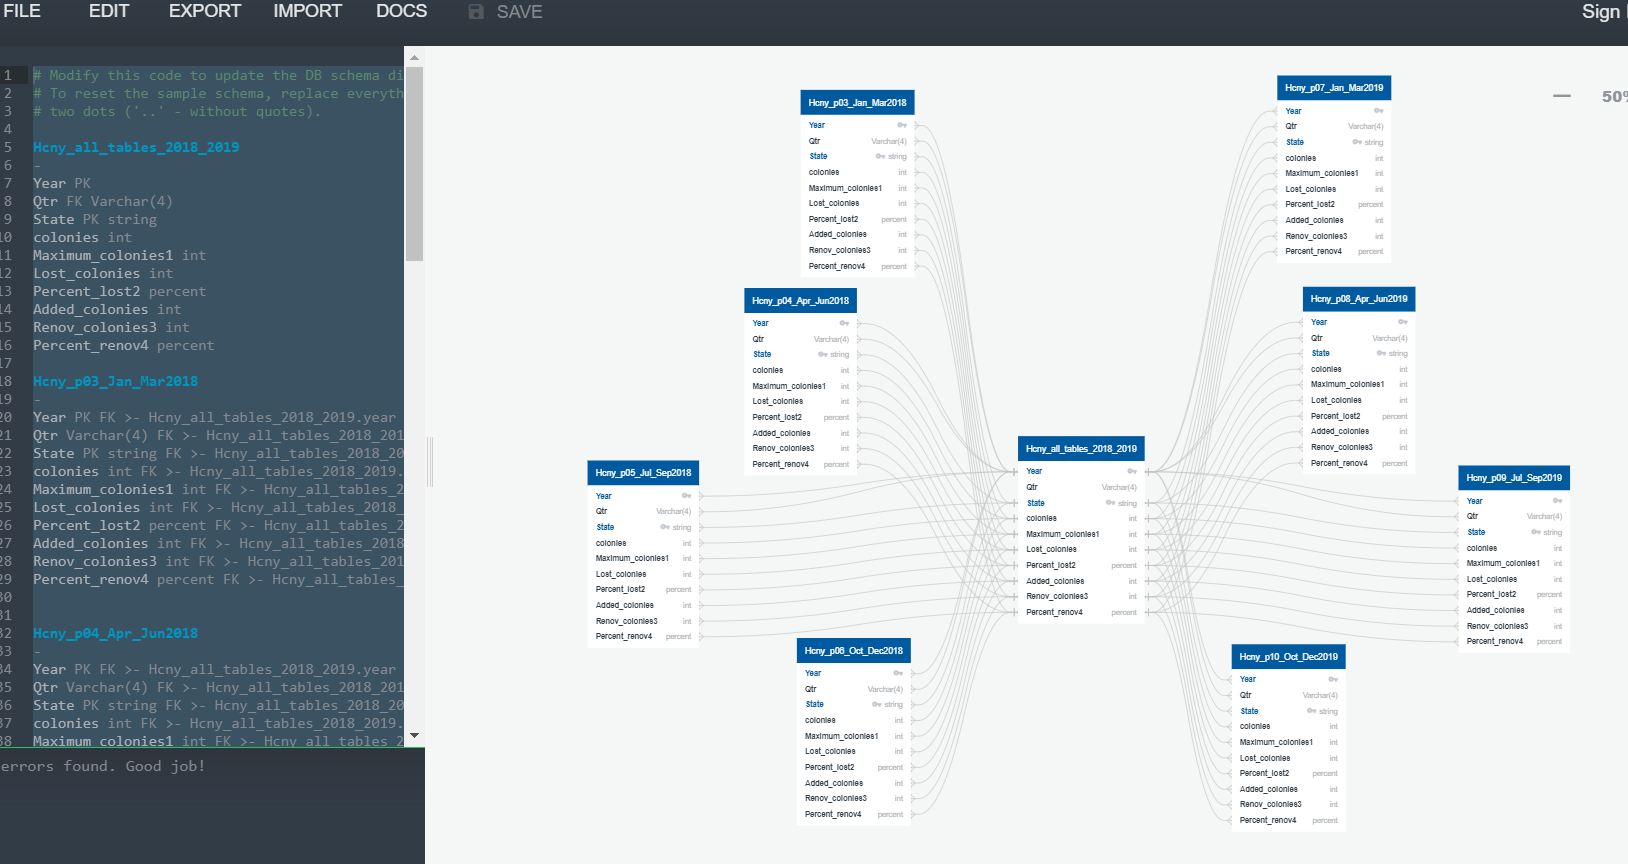 FILE EDIT EXPORT IMPORT DOCS SAVE Sign
1 # Modify this code to update the DB schema di
2 # To reset the sample schema, replace everyth
3 # two dots ('..' - without quotes).
4
5 Hcny_all_tables_2018_2019
6 -
7 Year PK
8 Qtr FK Varchar(4)
9 State PK string
10 colonies int
11 Maximum_colonies1 int
12 Lost_colonies int
13 Percent_lost2 percent
14 Added_colonies int
15 Renov_colonies3 int
16 Percent_renov4 percent
17
18 Hcny_p03_Jan_Mar2018
19 -
20 Year PK FK >- Hcny_all_tables_2018_2019.year
21 Qtr Varchar(4) FK >- Hcny_all_tables_2018_201
22 State PK string FK >- Hcny_all_tables_2018_20
23 colonies int FK >- Hcny_all_tables_2018_2019.
24 Maximum_colonies1 int FK >- Hcny_all_tables_2
25 Lost_colonies int FK >- Hcny_all_tables_2018_
26 Percent_lost2 percent FK >- Hcny_all_tables_2
27 Added_colonies int FK >- Hcny_all_tables_2018
28 Renov_colonies3 int FK >- Hcny_all_tables_201
29 Percent_renov4 percent FK >- Hcny_all_tables_
30
31
32 Hcny_p04_Apr_Jun2018
33 -
34 Year PK FK >- Hcny_all_tables_2018_2019.year
35 Qtr Varchar(4) FK >- Hcny_all_tables_2018_201
36 State PK string FK >- Hcny_all_tables_2018_20
37 colonies int FK >- Hcny_all_tables_2018_2019.
38 Maximum_colonies1 int FK >- Hcny_all_tables_2
errors found. Good job!
50%
Hcny_p03_Jan_Mar2018
Year
Qtr Varchar(4)
State string
colonies int
Maximum_colonies1 int
Lost_colonies int
Percent_lost2 percent
Added_colonies int
Renov_colonies3 int
Percent_renov4 percent
Hcny_p07_Jan_Mar2019
Year
Qtr Varchar(4)
State string
colonies int
Maximum_colonies1 int
Lost_colonies int
Percent_lost2 percent
Added_colonies int
Renov_colonies3 int
Percent_renov4 percent
Hcny_p04_Apr_Jun2018
Year
Qtr Varchar(4)
State string
colonies int
Maximum_colonies1 int
Lost_colonies int
Percent_lost2 percent
Added_colonies int
Renov_colonies3 int
Percent_renov4 percent
Hcny_p08_Apr_Jun2019
Year
Qtr Varchar(4)
State string
colonies int
Maximum_colonies1 int
Lost_colonies int
Percent_lost2 percent
Added_colonies int
Renov_colonies3 int
Percent_renov4 percent
Hcny_p05_Jul_Sep2018
Year
Qtr Varchar(4)
State string
colonies int
Maximum_colonies1 int
Lost_colonies int
Percent_lost2 percent
Added_colonies int
Renov_colonies3 int
Percent_renov4 percent
Hcny_all_tables_2018_2019
Year
Qtr Varchar(4)
State string
colonies int
Maximum_colonies1 int
Lost_colonies int
Percent_lost2 percent
Added_colonies int
Renov_colonies3 int
Percent_renov4 percent
Hcny_p09_Jul_Sep2019
Year
Qtr Varchar(4)
State string
colonies int
Maximum_colonies1 int
Lost_colonies int
Percent_lost2 percent
Added_colonies int
Renov_colonies3 int
Percent_renov4 percent
Hcny_p06_Oct_Dec2018
Year
Qtr Varchar(4)
State string
colonies int
Maximum_colonies1 int
Lost_colonies int
Percent_lost2 percent
Added_colonies int
Renov_colonies3 int
Percent_renov4 percent
Hcny_p10_Oct_Dec2019
Year
Qtr Varchar(4)
State string
colonies int
Maximum_colonies1 int
Lost_colonies int
Percent_lost2 percent
Added_colonies int
Renov_colonies3 int
Percent_renov4 percent